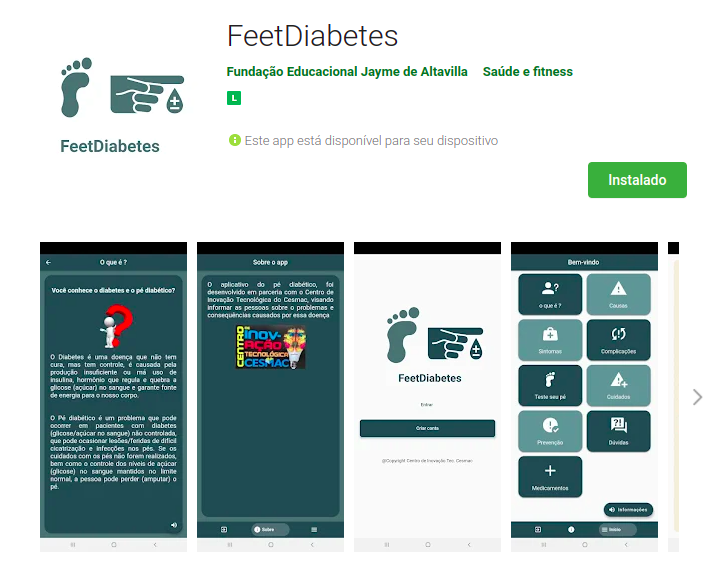 FeetDiabetes
Fundação Educacional Jayme de Altavilla Saúde e fitness
L
Este app está disponível para seu dispositivo
FeetDiabetes
Instalado
O que é ?
Você conhece o diabetes e o pé diabético?
O Diabetes é uma doença que não tem
cura, mas tem controle, é causada pela
produção insuficiente ou má uso de
insulina, hormônio que regula e quebra a
glicose (açúcar) no sangue e garante fonte
de energia para o nosso corpo.
O Pé diabético é um problema que pode
ocorrer em pacientes com diabetes
(glicose/açúcar no sangue) não controlada,
que pode ocasionar lesões/feridas de difícil
cicatrização e infecções nos pés. Se os
cuidados com os pés não forem realizados,
bem como o controle dos níveis de açúcar
(glicose) no sangue mantidos no limite
normal, a pessoa pode perder (amputar) o
pé.
Sobre o app
O aplicativo do pé diabético, foi
desenvolvido em parceria com o Centro de
Inovação Tecnológica do Cesmac, visando
informar as pessoas sobre o problemas e
consequências causados por essa doença
CENTRO DE
INOV-
AÇÃO
TECNOLÓGICA
CESMAC
Sobre
FeetDiabetes
Entrar
Criar conta
@Copyright Centro de Inovação Tec. Cesmac
Bem-vindo
o que é ?
Causas
Sintomas
Complicações
Teste seu pé
Cuidados
Prevenção
Dúvidas
Medicamentos
Informações
Início